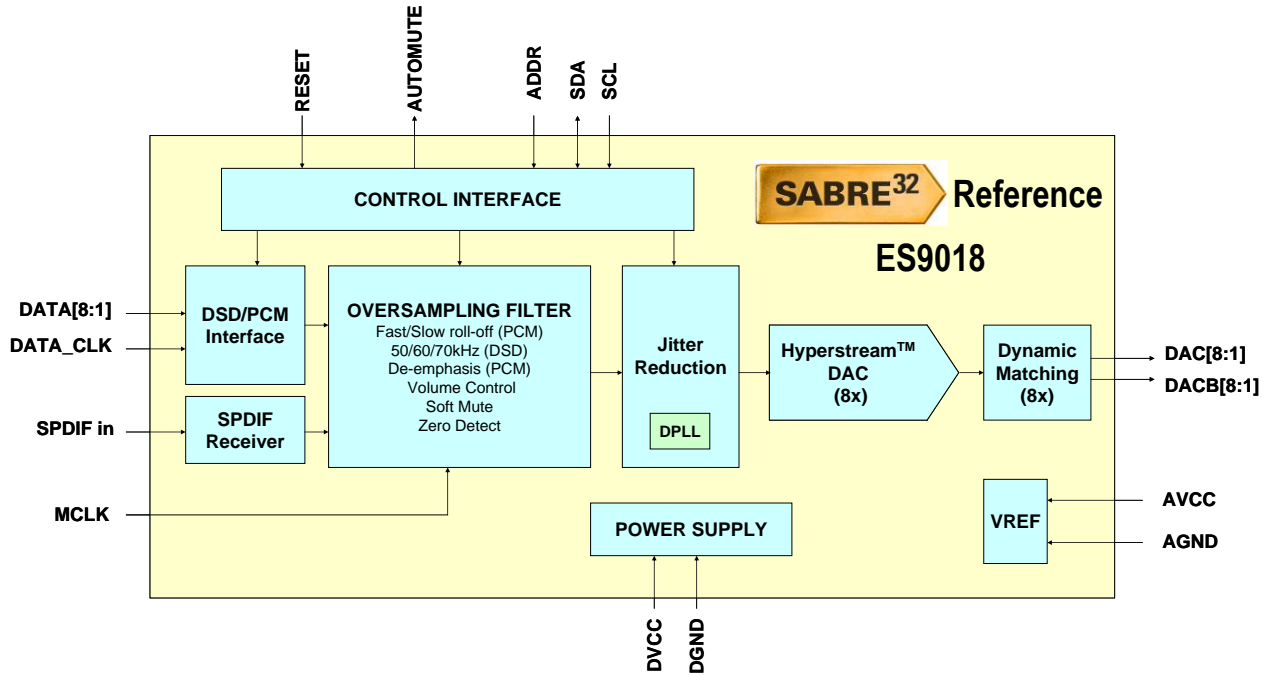 RESET
AUTOMUTE
ADDR
SDA
SCL
CONTROL INTERFACE
SABRE32 Reference
ES9018
DATA[8:1]
DATA_CLK
DSD/PCM
Interface
OVERSAMPLING FILTER
Fast/Slow roll-off (PCM)
50/60/70kHz (DSD)
De-emphasis (PCM)
Volume Control
Soft Mute
Zero Detect
Jitter
Reduction
DPLL
Hyperstream™
DAC
(8x)
Dynamic
Matching
(8x)
DAC[8:1]
DACB[8:1]
SPDIF in
SPDIF
Receiver
MCLK
POWER SUPPLY
VREF
AVCC
AGND
DVCC
DGND